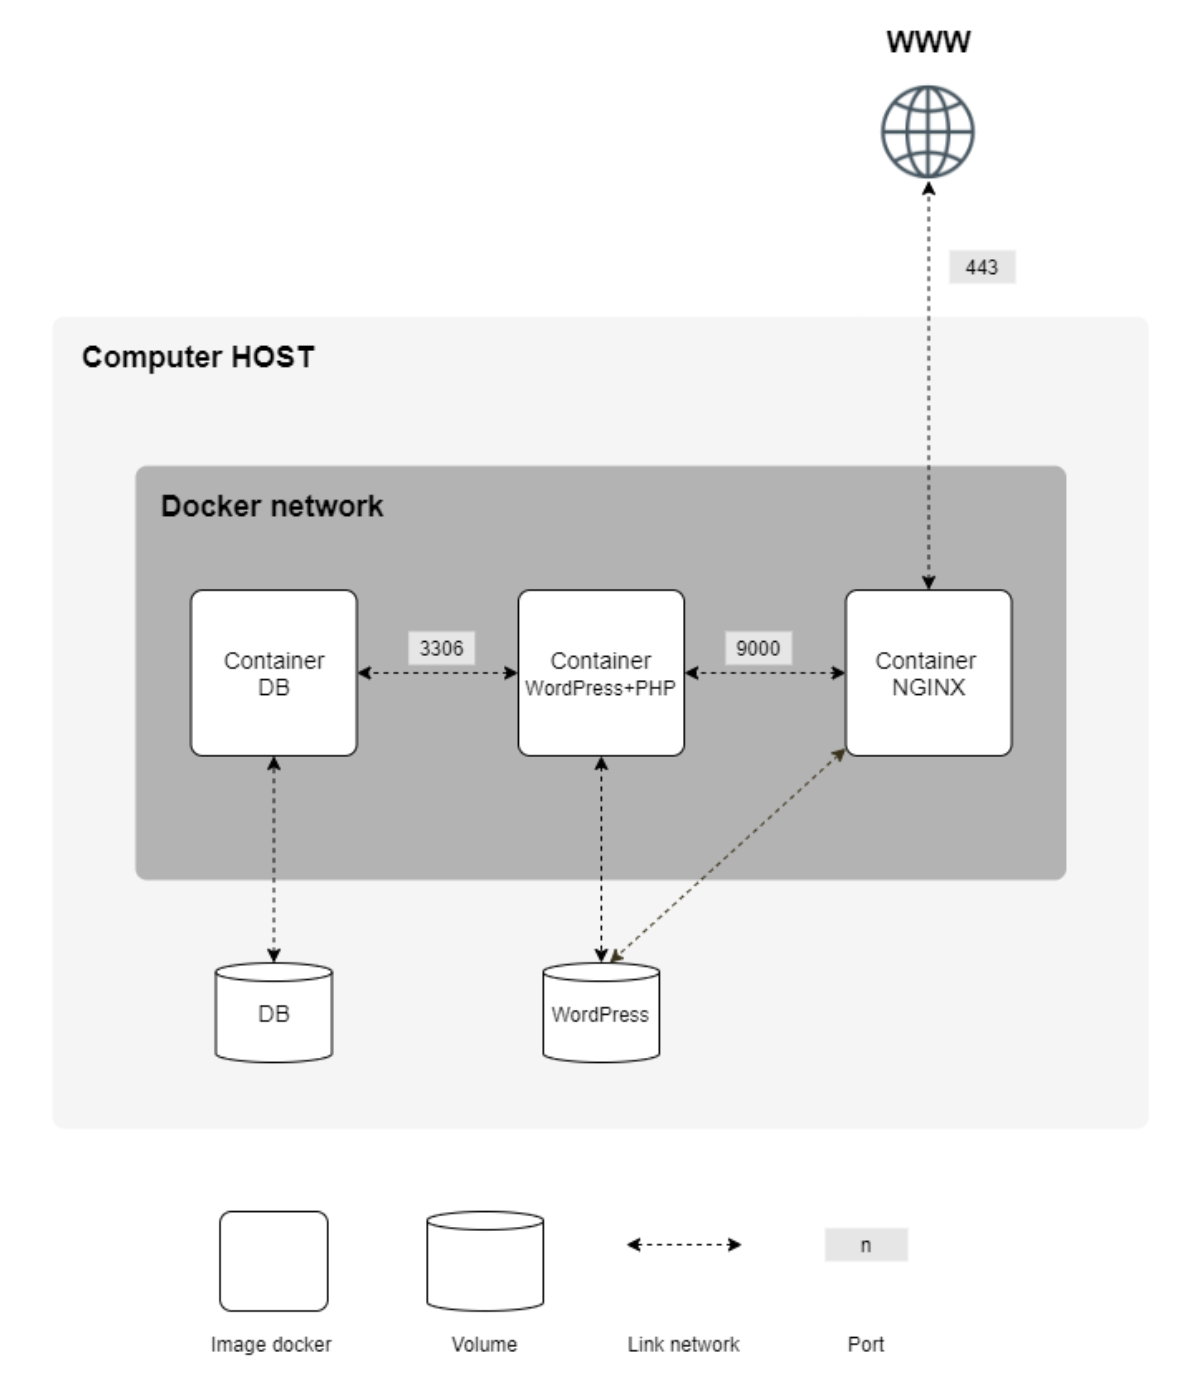 WWW
443
Computer HOST
Docker network
3306
9000
Container
DB
Container
WordPress+PHP
Container
NGINX
DB
WordPress
n
Image docker
Volume
Link network
Port